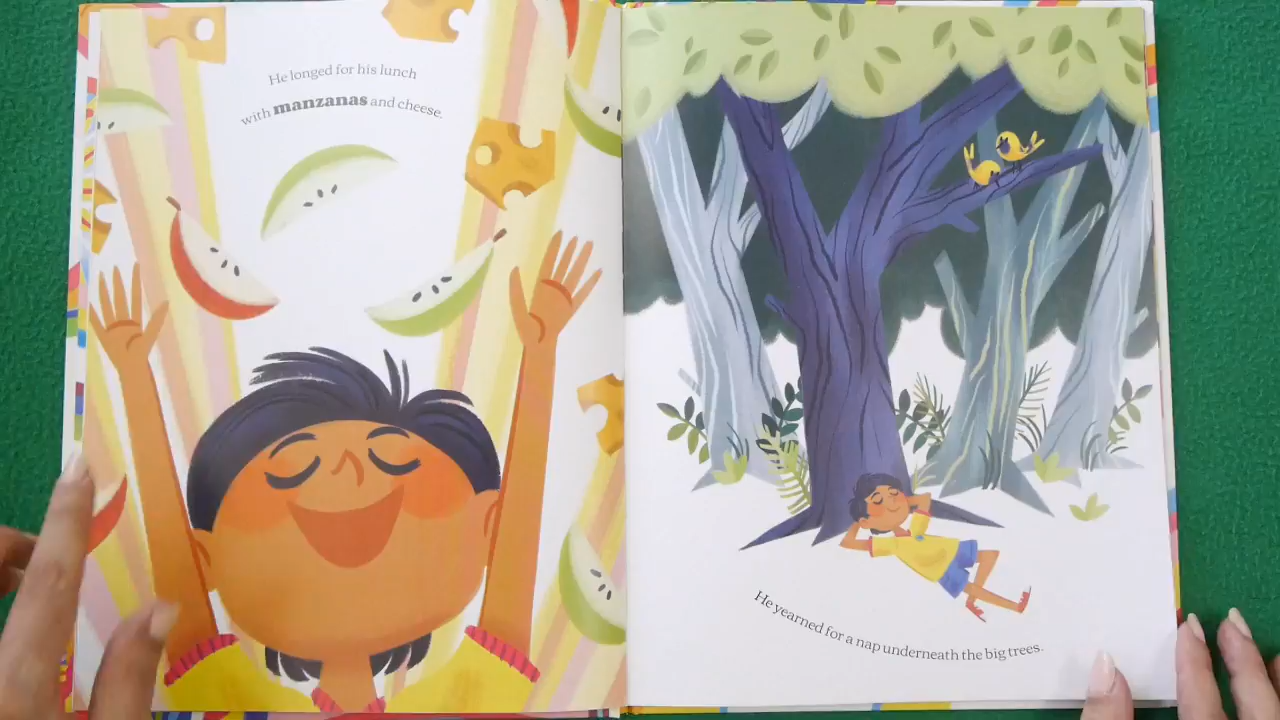 He longed for his lunch
with manzanas and cheese.
He yearned for a nap underneath the big trees.